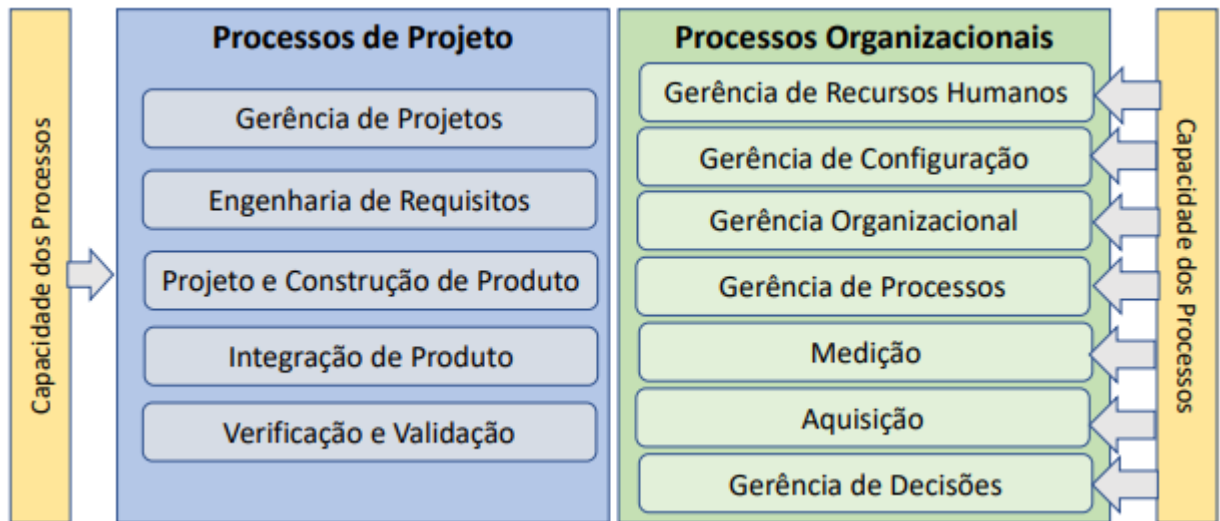 Capacidade dos Processos
Processos de Projeto
Gerência de Projetos
Engenharia de Requisitos
Projeto e Construção de Produto
Integração de Produto
Verificação e Validação
Processos Organizacionais
Gerência de Recursos Humanos
Gerência de Configuração
Gerência Organizacional
Gerência de Processos
Medição
Aquisição
Gerência de Decisões
Capacidade dos Processos